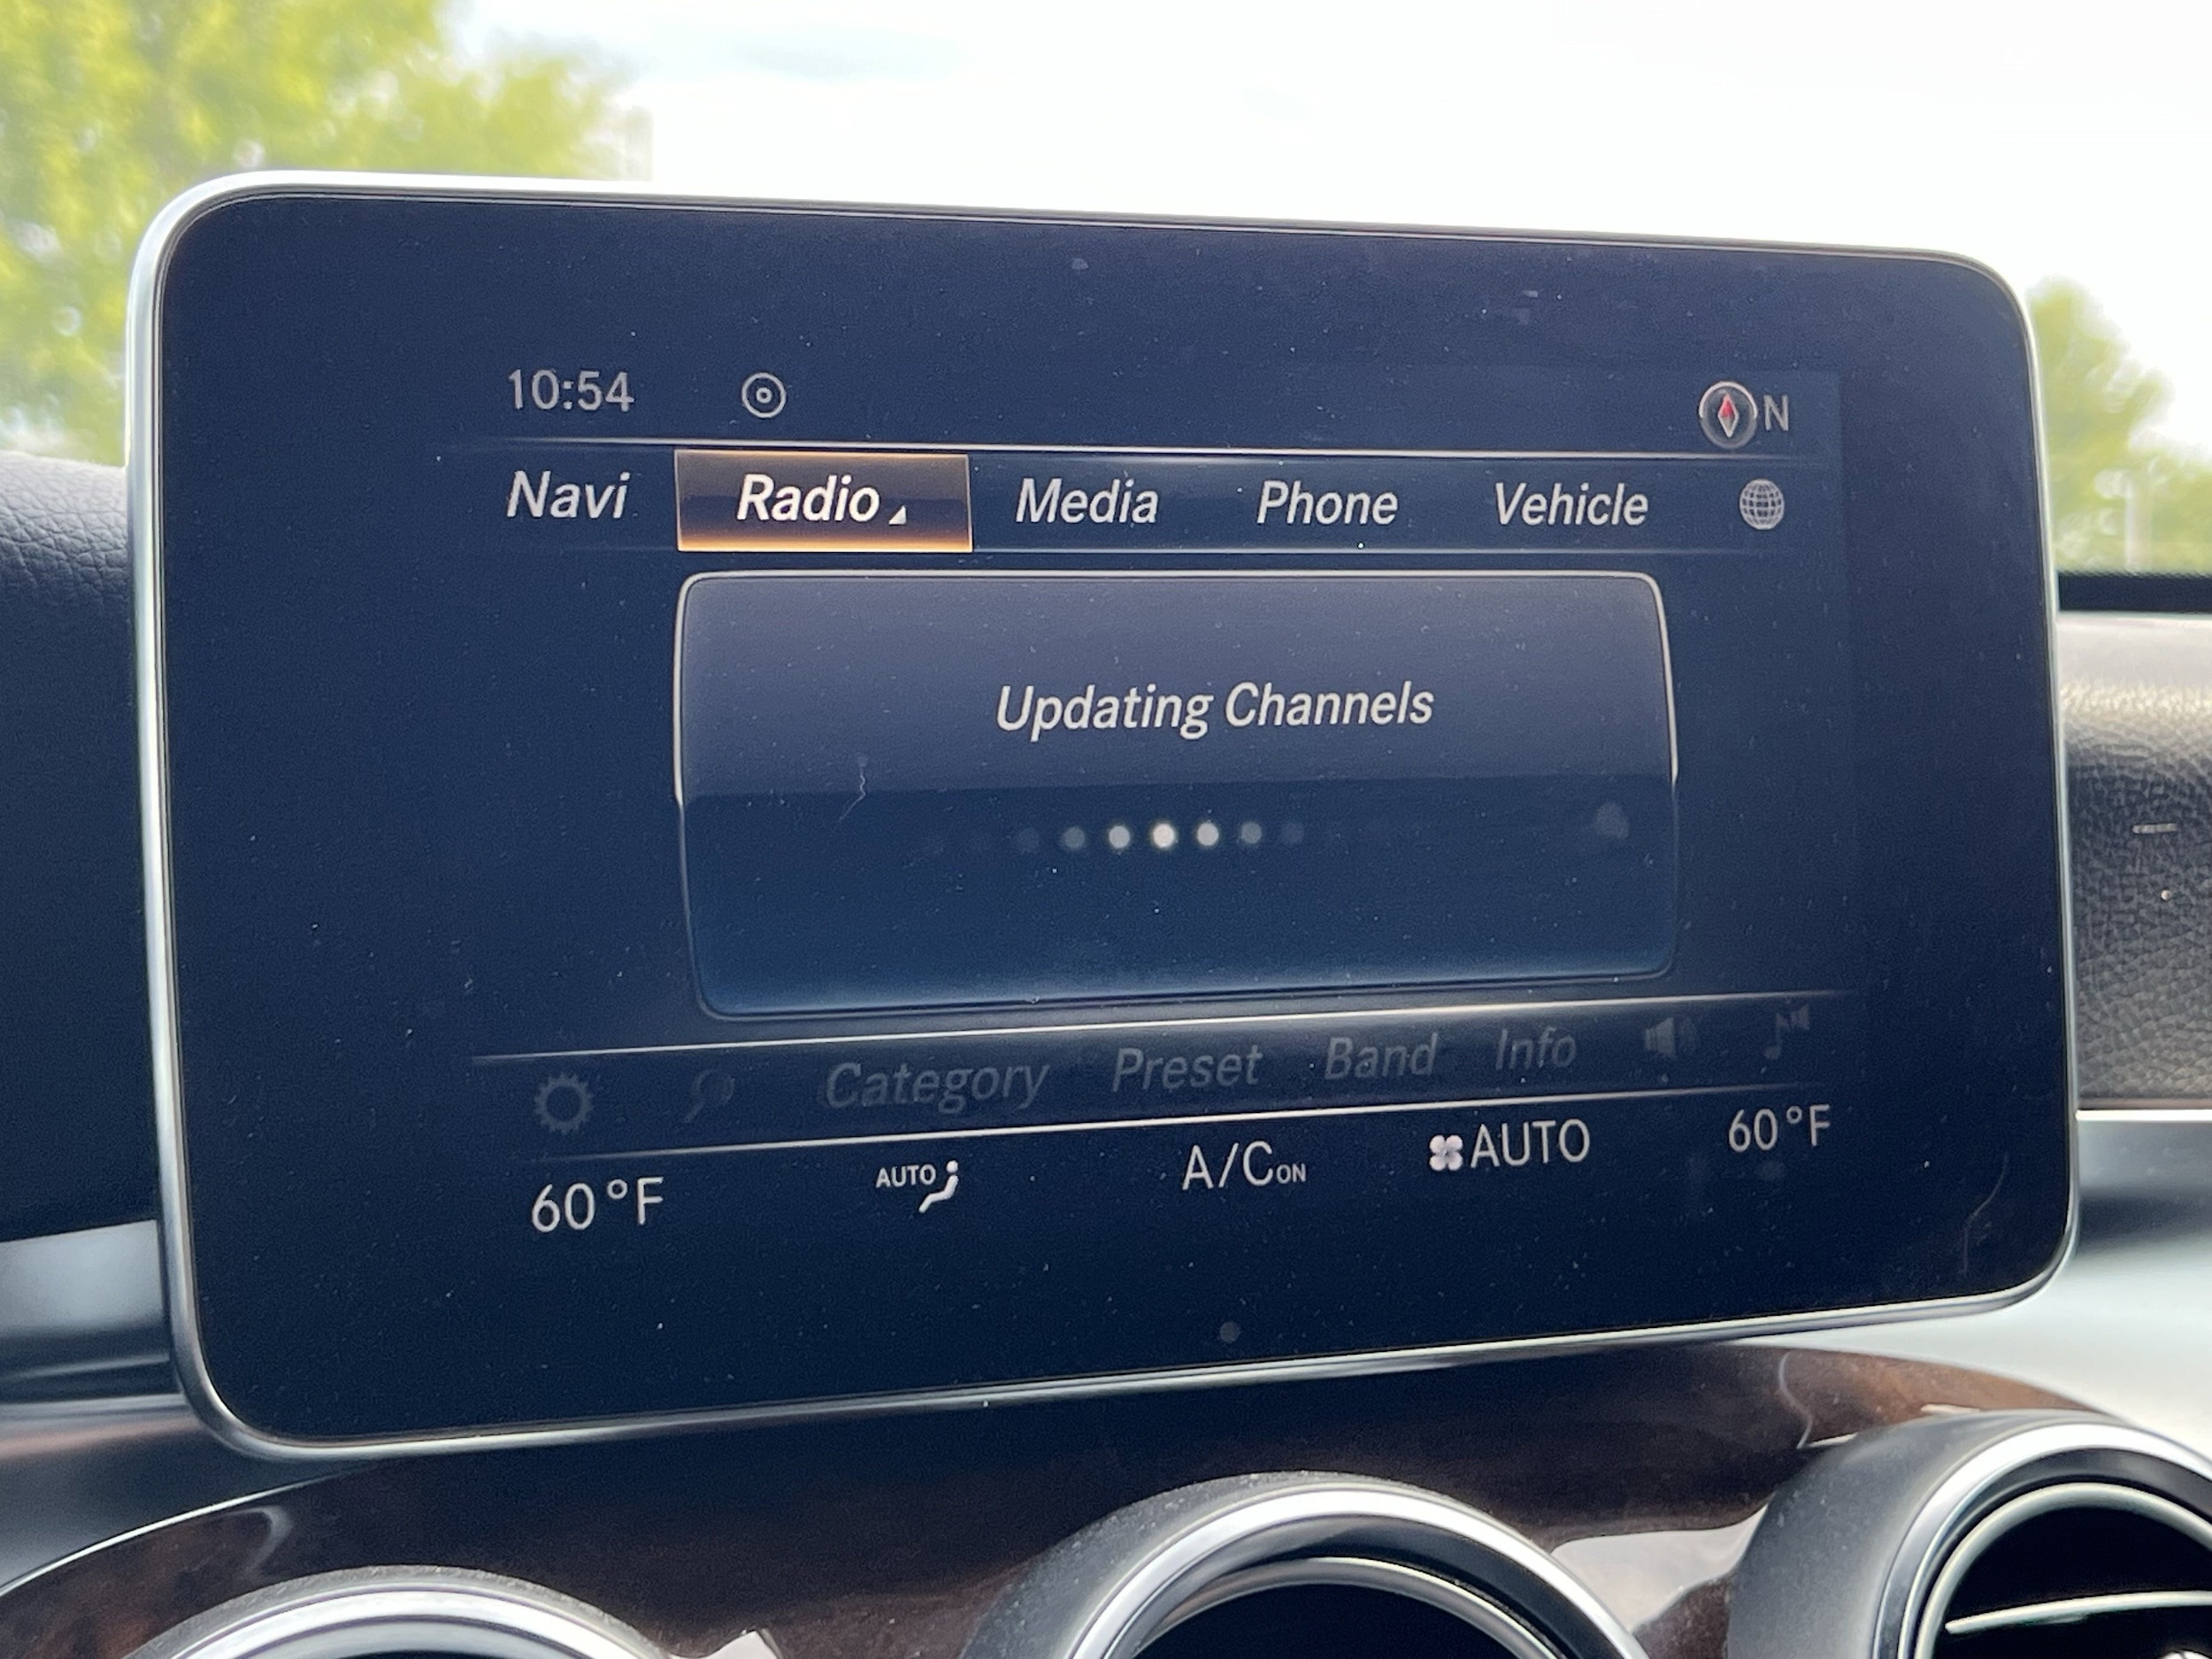 10:54 N
Navi Radio Media Phone Vehicle
Updating Channels
Category Preset Band Info
60°F AUTO A/C ON AUTO 60°F